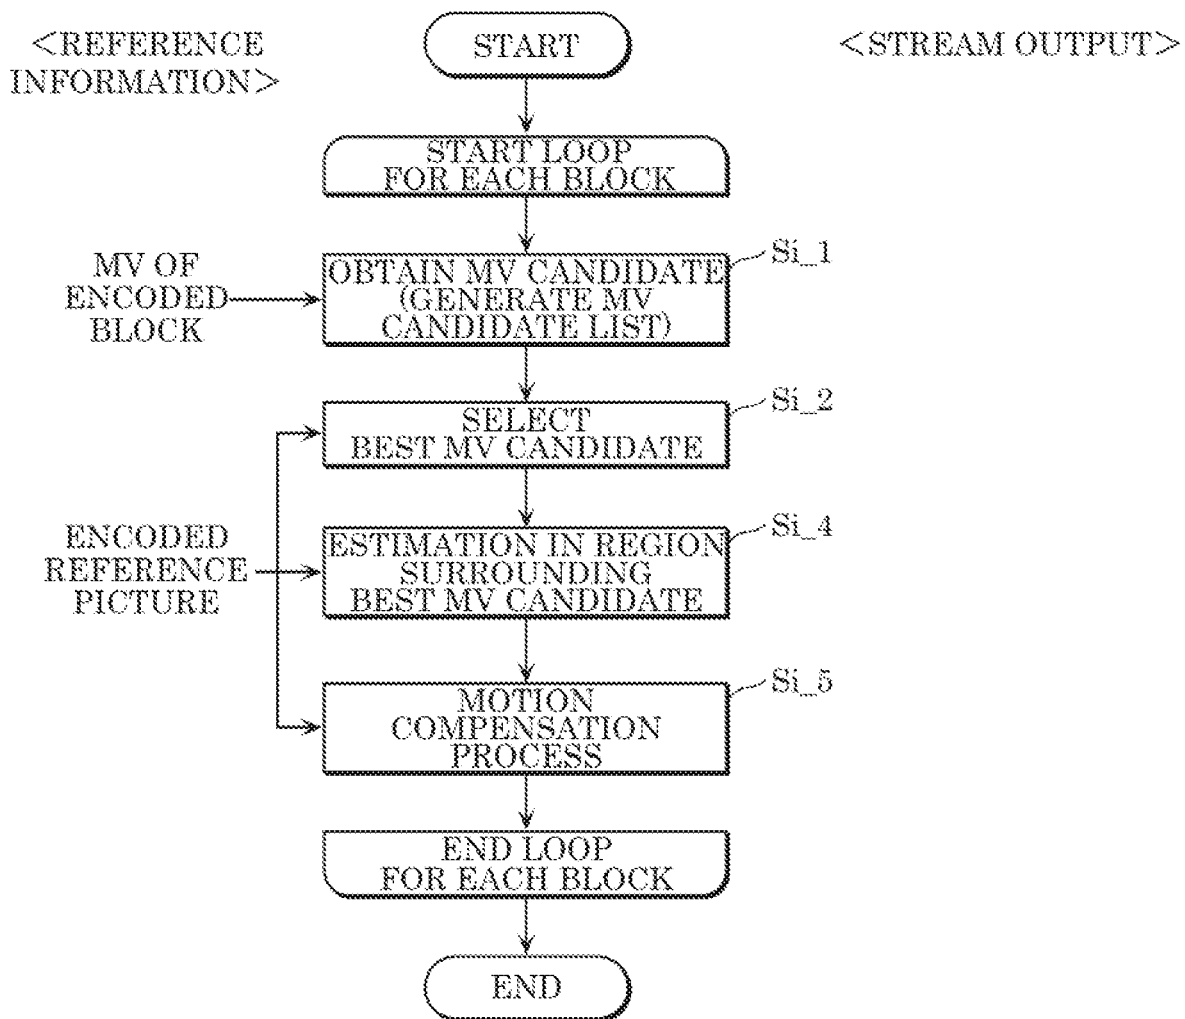 <REFERENCE
INFORMATION>
START
<STREAM OUTPUT>
START LOOP
FOR EACH BLOCK
MV OF
ENCODED
BLOCK
OBTAIN MV CANDIDATE
(GENERATE MV
CANDIDATE LIST)
Si_1
SELECT
BEST MV CANDIDATE
Si_2
ENCODED
REFERENCE
PICTURE
ESTIMATION IN REGION
SURROUNDING
BEST MV CANDIDATE
Si_4
MOTION
COMPENSATION
PROCESS
Si_5
END LOOP
FOR EACH BLOCK
END